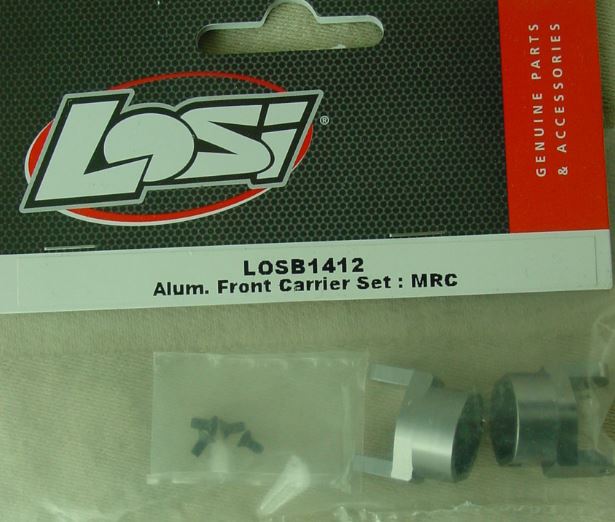 LOSI®
GENUINE PARTS
& ACCESSORIES
LOSB1412
Alum. Front Carrier Set : MRC